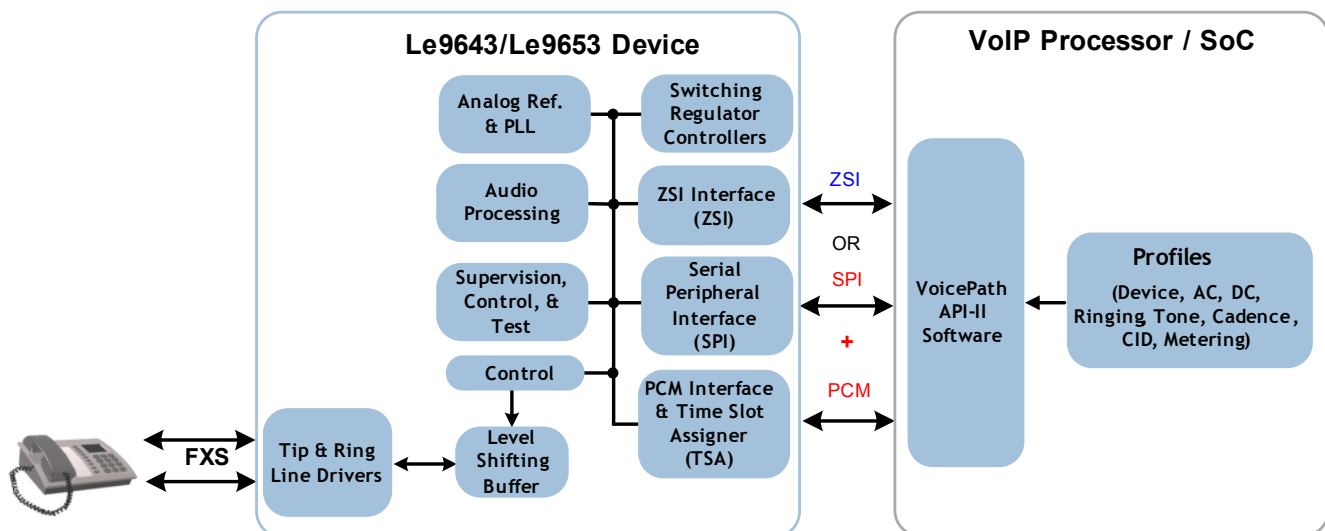 Le9643/Le9653 Device
VoIP Processor / SoC
Analog Ref.
& PLL
Switching
Regulator
Controllers
Audio
Processing
ZSI Interface
(ZSI)
Supervision,
Control, &
Test
Serial
Peripheral
Interface
(SPI)
Control
PCM Interface
& Time Slot
Assigner
(TSA)
Tip & Ring
Line Drivers
Level
Shifting
Buffer
FXS
ZSI
OR
SPI
+
PCM
VoicePath
API-II
Software
Profiles
(Device, AC, DC,
Ringing, Tone, Cadence,
CID, Metering)